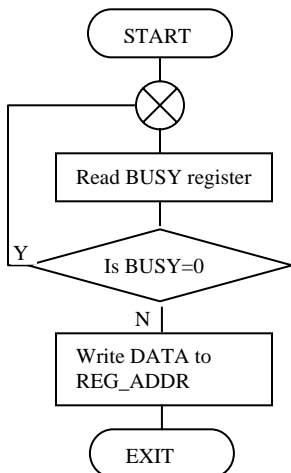 START
Read BUSY register
Y
Is BUSY=0
N
Write DATA to
REG_ADDR
EXIT